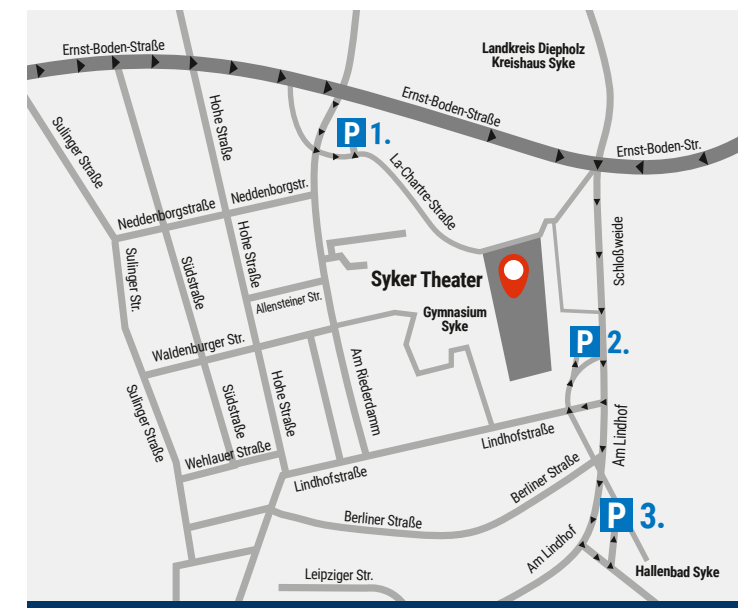 Ernst-Boden-Straße
Landkreis Diepholz
Kreishaus Syke
Ernst-Boden-Straße
Ernst-Boden-Str.
Sulinger Straße
Hohe Straße
P 1.
La-Chartre-Straße
Neddenborgstraße
Neddenborgstr.
Sulinger Str.
Südstraße
Hohe Straße
Schloßweide
Syker Theater
Allensteiner Str.
Gymnasium
Syke
Waldenburger Str.
P 2.
Am Riederdamm
Sulinger Straße
Südstraße
Hohe Straße
Am Lindhof
Wehlauer Straße
Lindhofstraße
Lindhofstraße
Berliner Straße
Berliner Straße
P 3.
Am Lindhof
Leipziger Str.
Hallenbad Syke